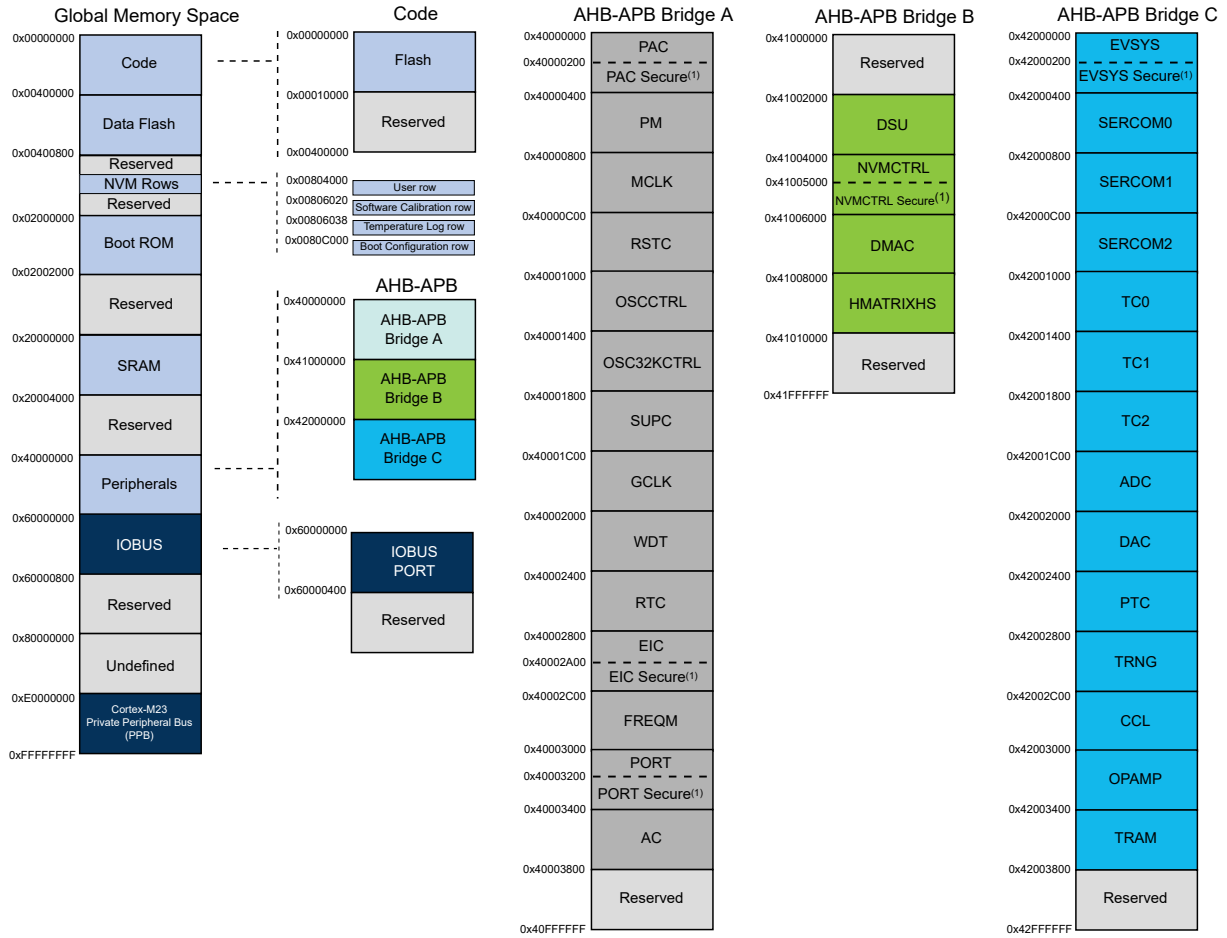 Global Memory Space
0x00000000
Code
0x00400000
Data Flash
0x00400800
Reserved
NVM Rows
Reserved
0x02000000
Boot ROM
0x02002000
Reserved
0x20000000
SRAM
0x20004000
Reserved
0x40000000
Peripherals
0x60000000
IOBUS
0x60000800
Reserved
0x80000000
Undefined
0xE0000000
Cortex-M23
Private Peripheral Bus
(PPB)
0xFFFFFFFF
Code
0x00000000
Flash
0x00010000
Reserved
0x00400000
0x00804000
User row
0x00806020
Software Calibration row
0x00806038
Temperature Log row
0x0080C000
Boot Configuration row
AHB-APB
0x40000000
AHB-APB
Bridge A
0x41000000
AHB-APB
Bridge B
0x42000000
AHB-APB
Bridge C
0x60000000
IOBUS
PORT
0x60000400
Reserved
AHB-APB Bridge A
0x40000000
PAC
0x40000200
PAC Secure(1)
0x40000400
PM
0x40000800
MCLK
0x40000C00
RSTC
0x40001000
OSCCTRL
0x40001400
OSC32KCTRL
0x40001800
SUPC
0x40001C00
GCLK
0x40002000
WDT
0x40002400
RTC
0x40002800
EIC
0x40002A00
EIC Secure(1)
0x40002C00
FREQM
0x40003000
PORT
0x40003200
PORT Secure(1)
0x40003400
AC
0x40003800
Reserved
0x40FFFFFF
AHB-APB Bridge B
0x41000000
Reserved
0x41002000
DSU
0x41004000
NVMCTRL
0x41005000
NVMCTRL Secure(1)
0x41006000
DMAC
0x41008000
HMATRIXHS
0x41010000
Reserved
0x41FFFFFF
AHB-APB Bridge C
0x42000000
EVSYS
0x42000200
EVSYS Secure(1)
0x42000400
SERCOM0
0x42000800
SERCOM1
0x42000C00
SERCOM2
0x42001000
TC0
0x42001400
TC1
0x42001800
TC2
0x42001C00
ADC
0x42002000
DAC
0x42002400
PTC
0x42002800
TRNG
0x42002C00
CCL
0x42003000
OPAMP
0x42003400
TRAM
0x42003800
Reserved
0x42FFFFFF